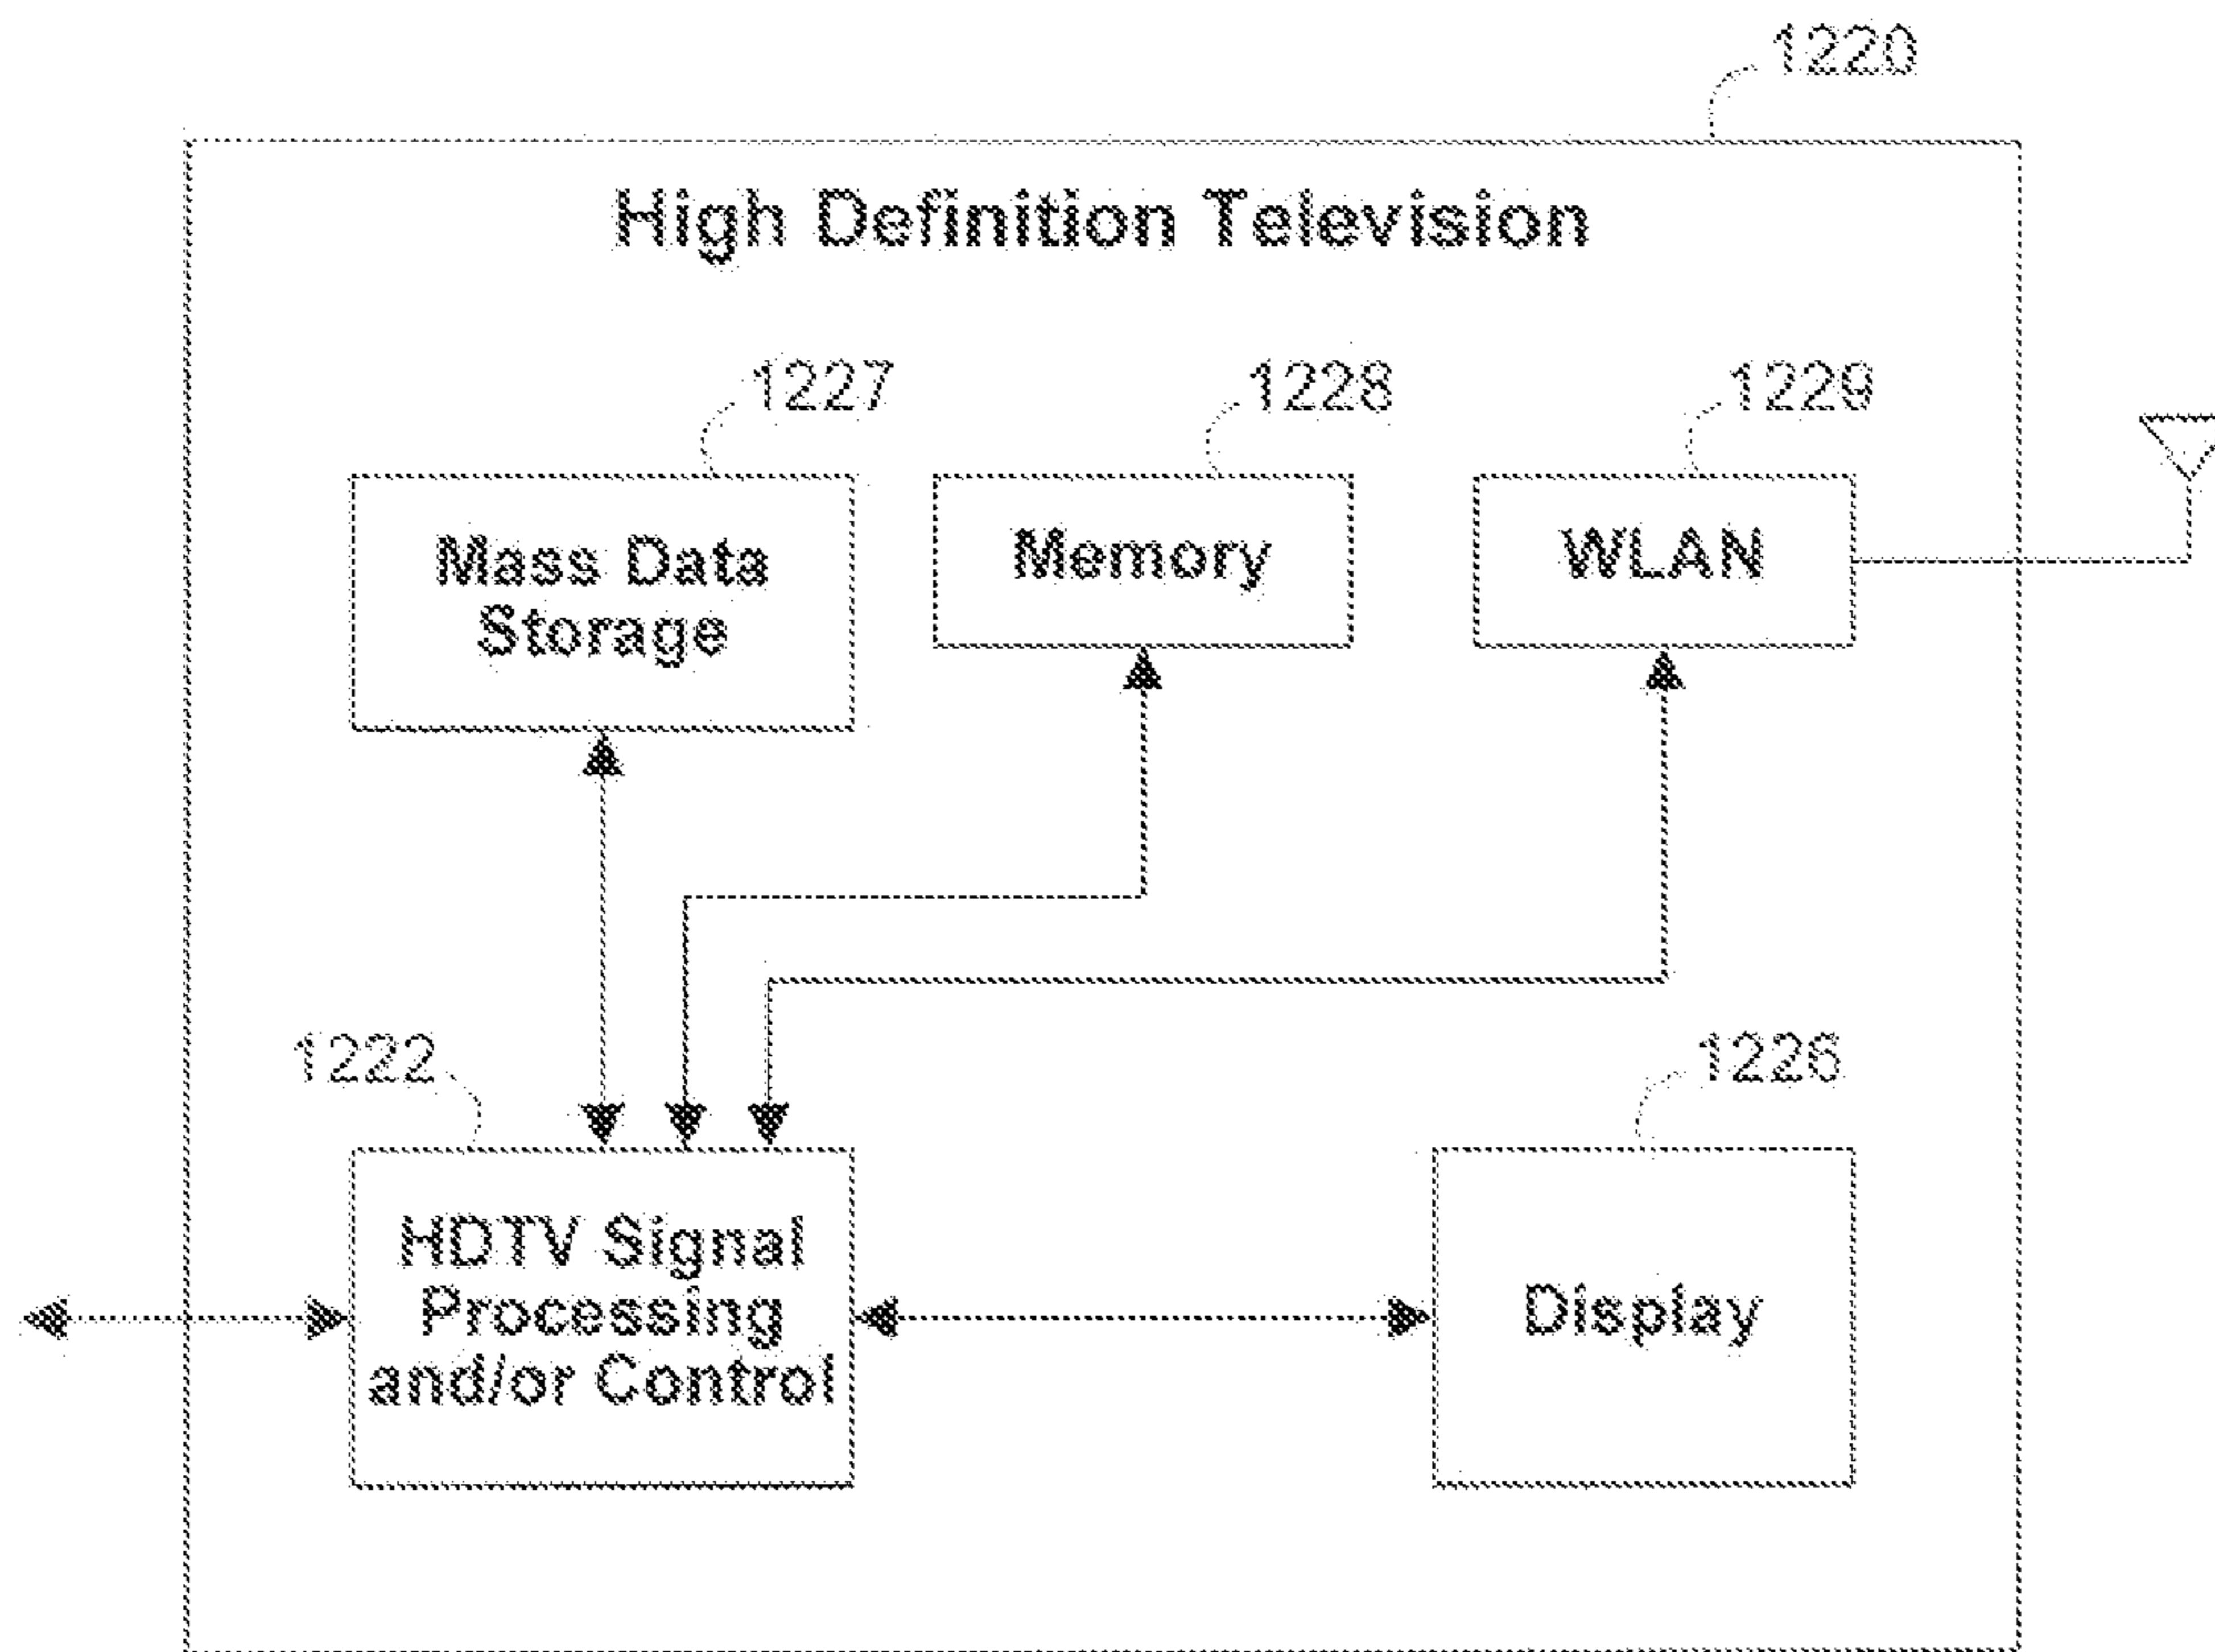 1220
High Definition Television
1227
1228
1229
Mass Data
Storage
Memory
WLAN
1222
1226
HDTV Signal
Processing
and/or Control
Display